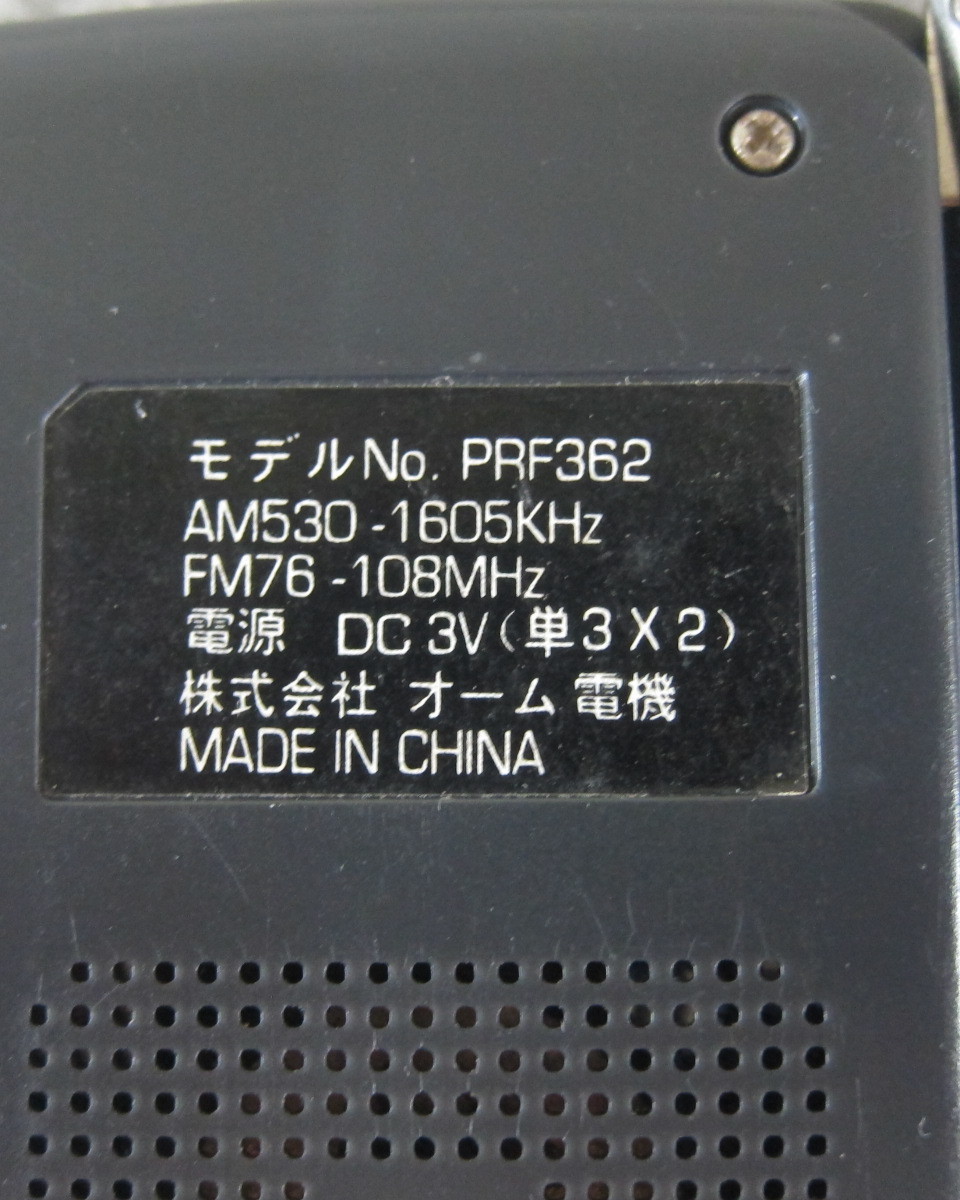 モデルNo. PRF362
AM530 -1605KHz
FM76 -108MHz
電源 DC 3V（単3 X 2）
株式会社 オーム電機
MADE IN CHINA